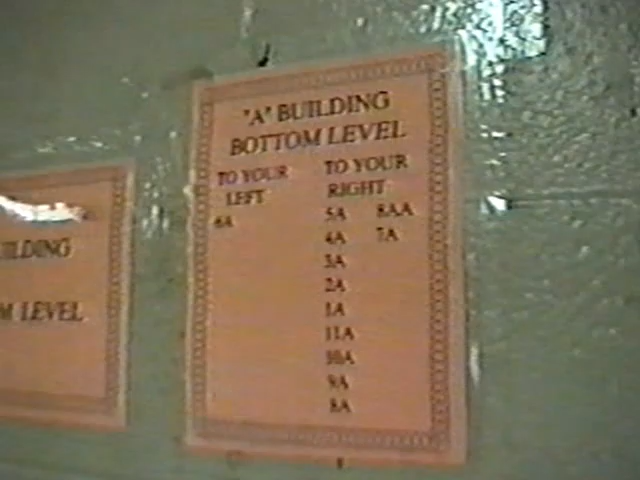 "A" BUILDING
BOTTOM LEVEL
TO YOUR TO YOUR
LEFT RIGHT
6A 5A 8AA
4A 7A
3A
2A
1A
11A
10A
9A
8A
ILDING
M LEVEL